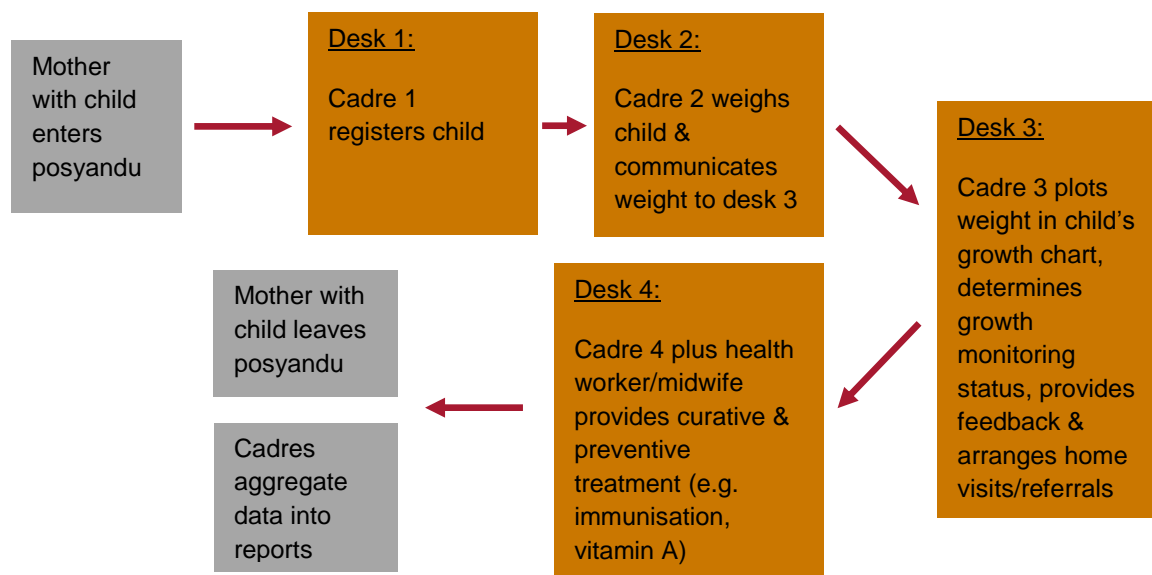 Mother
with child
enters
posyandu
Desk 1:
Cadre 1
registers child
Desk 2:
Cadre 2 weighs
child &
communicates
weight to desk 3
Desk 3:
Cadre 3 plots
weight in child’s
growth chart,
determines
growth
monitoring
status, provides
feedback &
arranges home
visits/referrals
Desk 4:
Cadre 4 plus health
worker/midwife
provides curative &
preventive
treatment (e.g.
immunisation,
vitamin A)
Mother with
child leaves
posyandu
Cadres
aggregate
data into
reports